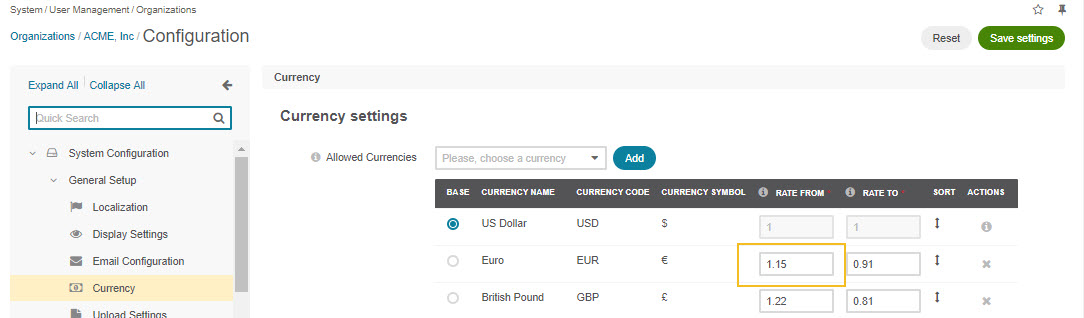 System / User Management / Organizations
Organizations / ACME, Inc / Configuration
Reset
Save settings
Expand All
Collapse All
Quick Search
System Configuration
General Setup
Localization
Display Settings
Email Configuration
Currency
Upload Settings
Currency
Currency settings
Allowed Currencies
Please, choose a currency
Add
BASE CURRENCY NAME CURRENCY CODE CURRENCY SYMBOL RATE FROM * RATE TO * SORT ACTIONS
US Dollar USD $ 1 1
Euro EUR € 1.15 0.91
British Pound GBP £ 1.22 0.81